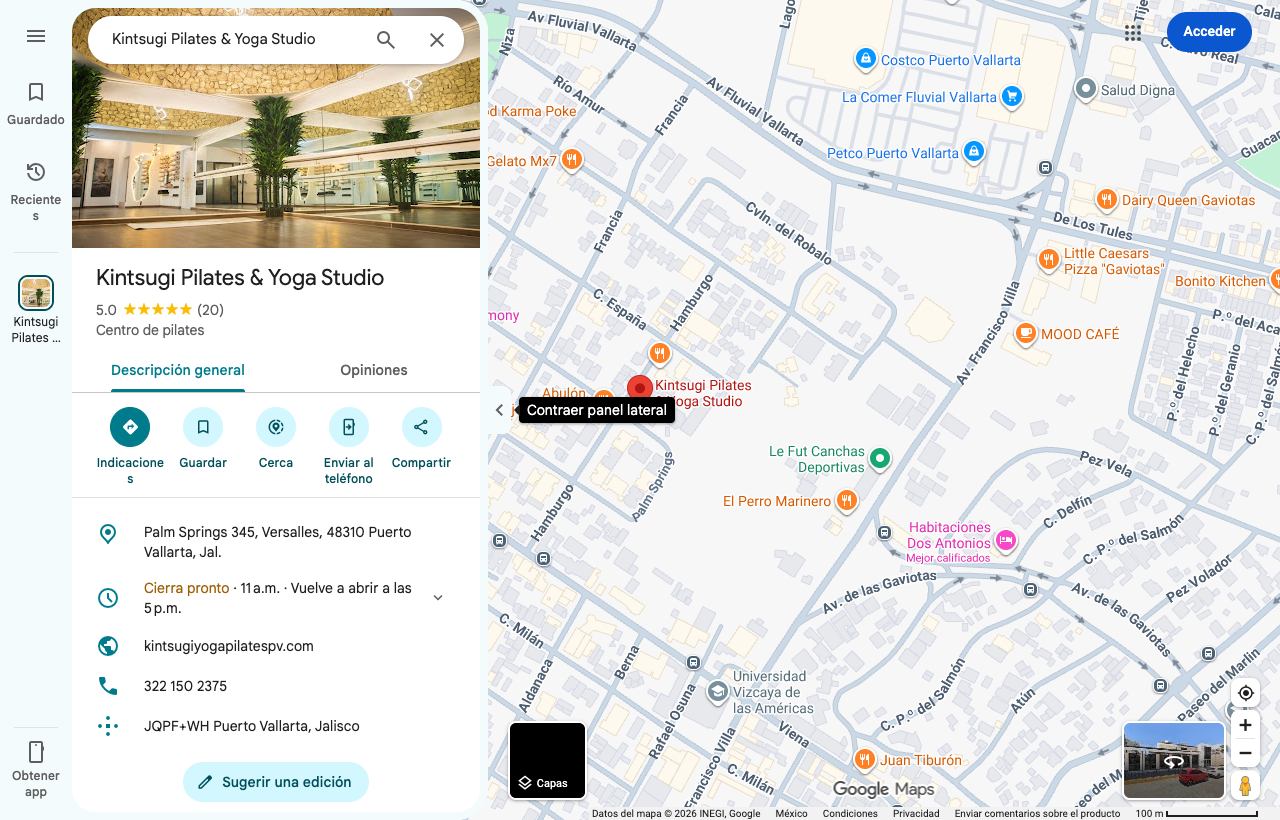 Kintsugi Pilates & Yoga Studio
Guardado
Reciente
s
Kintsugi
Pilates ...
Obtener
app
Kintsugi Pilates & Yoga Studio
5.0
(20)
Centro de pilates
Descripción general
Opiniones
Indicacione
s
Guardar
Cerca
Enviar al
teléfono
Compartir
Palm Springs 345, Versalles, 48310 Puerto
Vallarta, Jal.
Cierra pronto · 11 a.m. · Vuelve a abrir a las
5 p.m.
kintsugiyogapilatespv.com
322 150 2375
JQPF+WH Puerto Vallarta, Jalisco
Sugerir una edición
Contraer panel lateral
Acceder
Av Fluvial Vallarta
Niza
Río Amur
Francia
Av Fluvial Vallarta
Costco Puerto Vallarta
La Comer Fluvial Vallarta
Salud Digna
Petco Puerto Vallarta
d Karma Poke
Gelato Mx7
Francia
Cvln. del Robalo
Dairy Queen Gaviotas
De Los Tules
Little Caesars
Pizza "Gaviotas"
Bonito Kitchen
MOOD CAFÉ
C. España
Hamburgo
mony
Abulón
Kintsugi Pilates
Yoga Studio
Av. Francisco Villa
P.º del Helecho
P.º del Geranio
Le Fut Canchas
Deportivas
El Perro Marinero
Palm Springs
Hamburgo
Habitaciones
Dos Antonios
Mejor calificados
Pez Vela
C. Delfín
C. P.º del Salmón
Pez Volador
Av. de las Gaviotas
Av. de las Gaviotas
C. Milán
Aldanaca
Berna
Rafael Osuna
Universidad
Vizcaya de
las Américas
Francisco Villa
Viena
C. Milán
C. P.º del Salmón
Atún
Paseo del Marlin
Juan Tiburón
Capas
Google Maps
Datos del mapa © 2026 INEGI, Google
México
Condiciones
Privacidad
Enviar comentarios sobre el producto
100 m